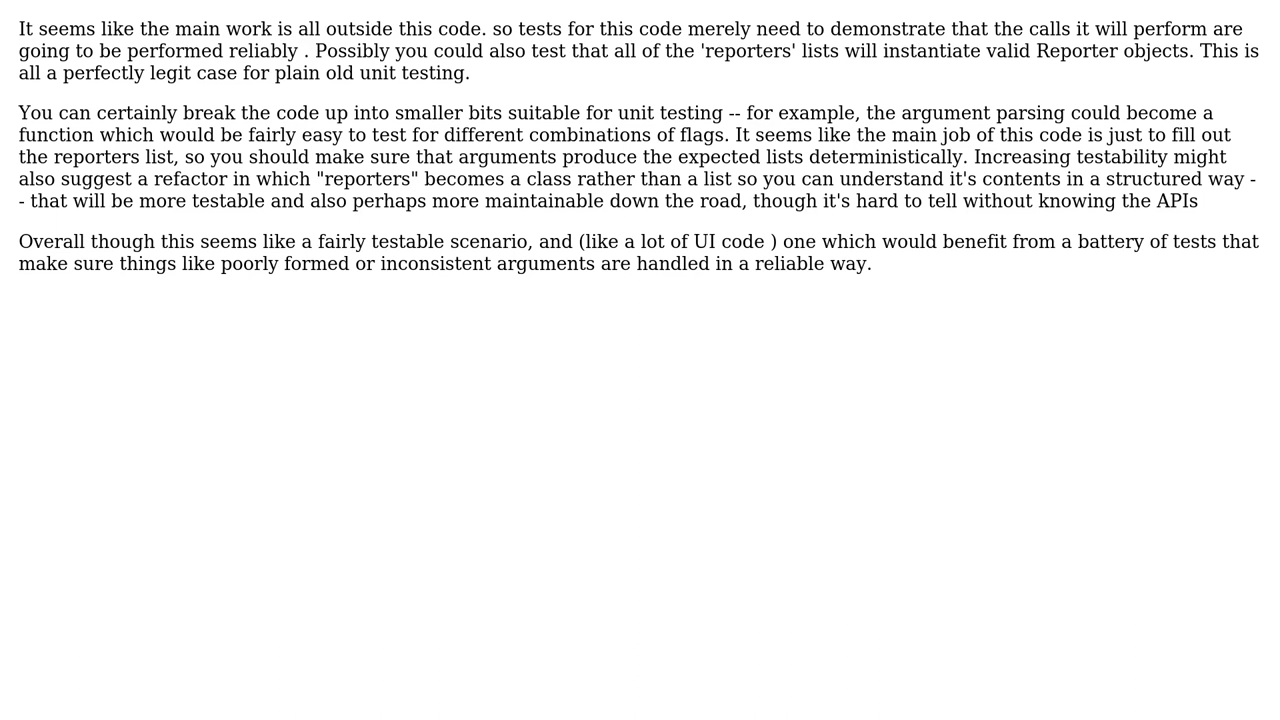 It seems like the main work is all outside this code. so tests for this code merely need to demonstrate that the calls it will perform are
going to be performed reliably . Possibly you could also test that all of the 'reporters' lists will instantiate valid Reporter objects. This is
all a perfectly legit case for plain old unit testing.
You can certainly break the code up into smaller bits suitable for unit testing -- for example, the argument parsing could become a
function which would be fairly easy to test for different combinations of flags. It seems like the main job of this code is just to fill out
the reporters list, so you should make sure that arguments produce the expected lists deterministically. Increasing testability might
also suggest a refactor in which "reporters" becomes a class rather than a list so you can understand it's contents in a structured way -
- that will be more testable and also perhaps more maintainable down the road, though it's hard to tell without knowing the APIs
Overall though this seems like a fairly testable scenario, and (like a lot of UI code ) one which would benefit from a battery of tests that
make sure things like poorly formed or inconsistent arguments are handled in a reliable way.